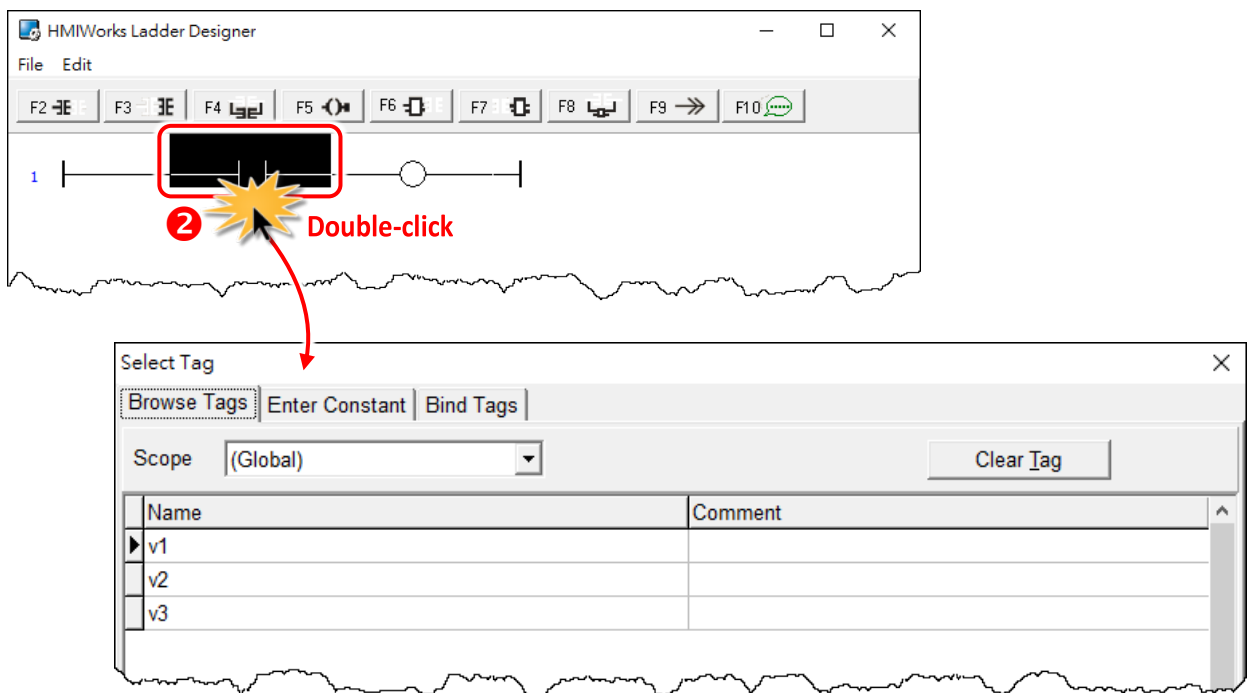 HMIWorks Ladder Designer
File Edit
F2 F3 F4 F5 F6 F7 F8 F9 F10
1
2 Double-click
Select Tag
Browse Tags Enter Constant Bind Tags
Scope (Global) Clear Tag
Name Comment
v1
v2
v3